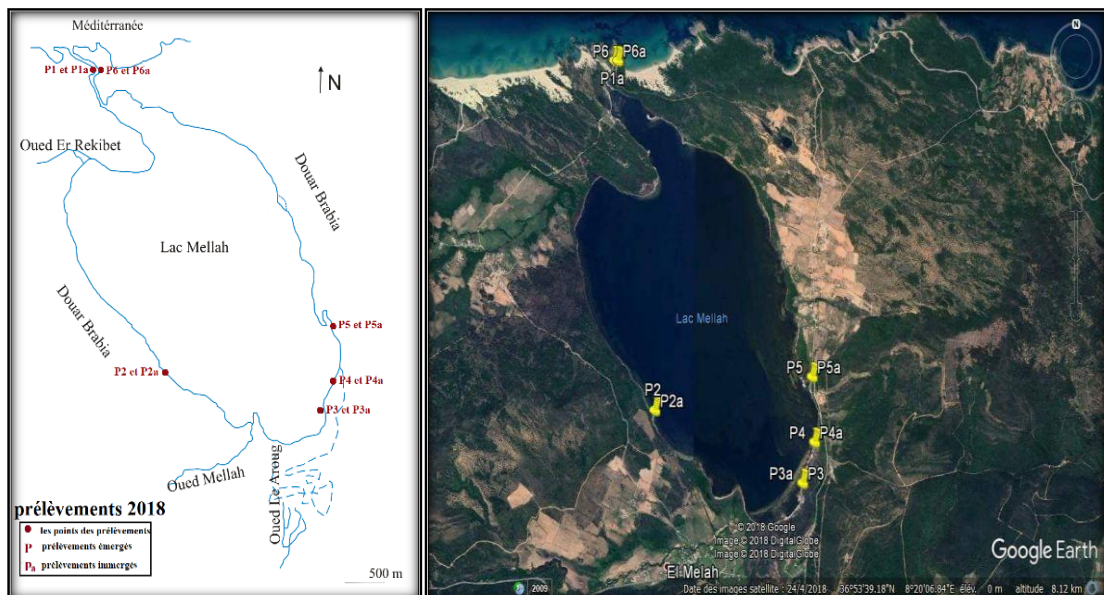 Méditérranée
P1 et P1a
P6 et P6a
N
Oued Er Rekibet
Douar Brabia
Lac Mellah
Douar Brabia
P5 et P5a
P2 et P2a
P4 et P4a
P3 et P3a
Oued Mellah
prélèvements 2018
les points des prélèvements
P prélèvements émergés
Pa prélèvements immergés
500 m
N
P6 P6a
P1a
Lac Mellah
P5 P5a
P2
P2a
P4 P4a
P3a P3
© 2018 Google
Image © 2018 DigitalGlobe
Image © 2018 DigitalGlobe
El Melah
Google Earth
2009
Date des images satellite : 24/4/2018 36°53'39.18"N 8°20'06.84"E élév. 0 m altitude 8.12 km